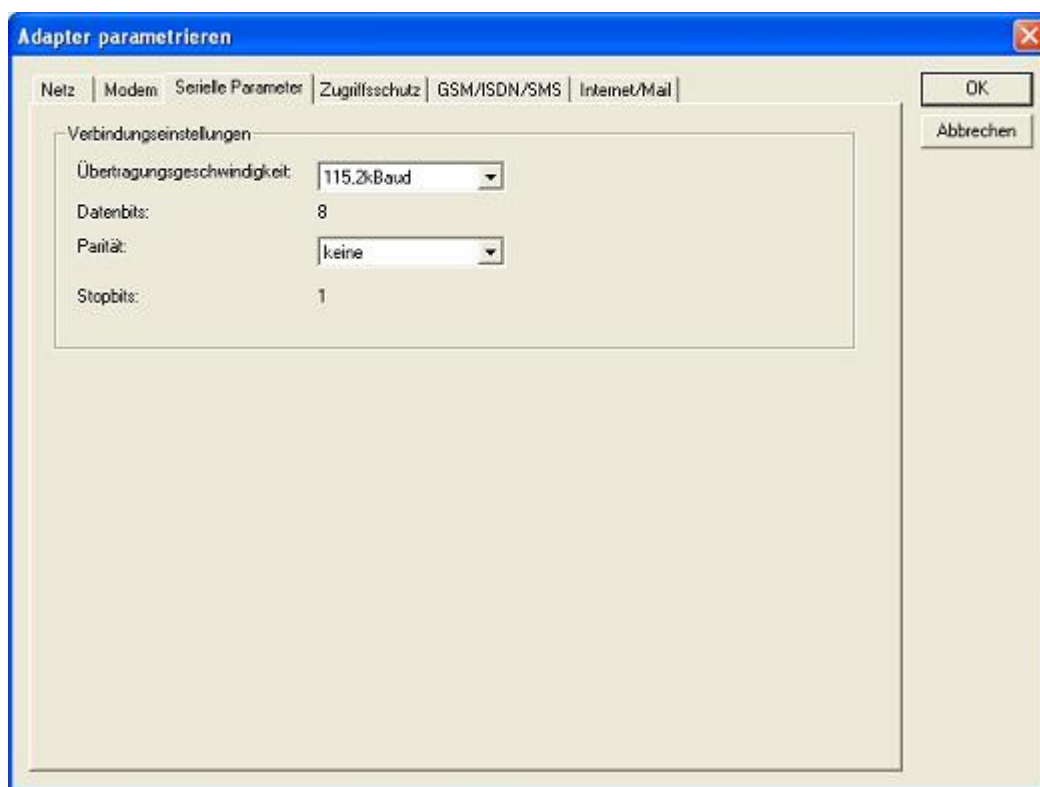 Adapter parametrieren
Netz Modem Serielle Parameter Zugriffsschutz GSM/ISDN/SMS Internet/Mail
OK
Abbrechen
Verbindungseinstellungen
Übertragungsgeschwindigkeit: 115,2kBaud
Datenbits: 8
Parität: keine
Stopbits: 1